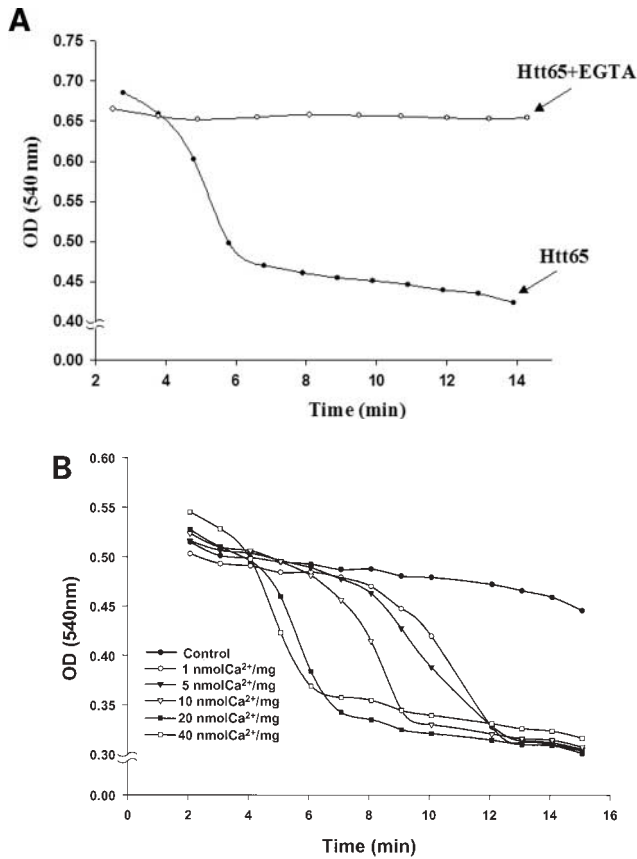 A
0.75
0.70
0.65
0.60
0.55
0.50
0.45
0.40
0.00
OD (540 nm)
Htt65+EGTA
Htt65
2 4 6 8 10 12 14
Time (min)
B
0.60
0.55
0.50
0.45
0.40
0.35
0.30
0.00
OD (540nm)
Control
1 nmolCa²⁺/mg
5 nmolCa²⁺/mg
10 nmolCa²⁺/mg
20 nmolCa²⁺/mg
40 nmolCa²⁺/mg
0 2 4 6 8 10 12 14 16
Time (min)